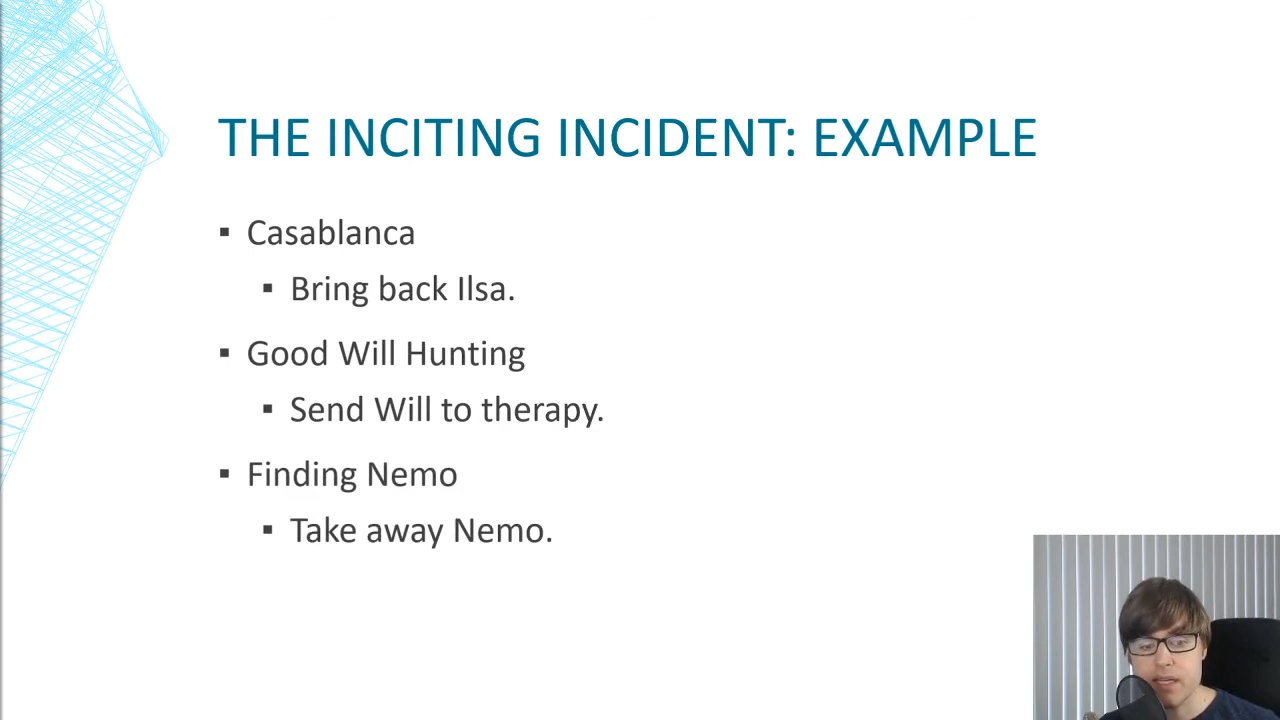 THE INCITING INCIDENT: EXAMPLE
Casablanca
Bring back Ilsa.
Good Will Hunting
Send Will to therapy.
Finding Nemo
Take away Nemo.